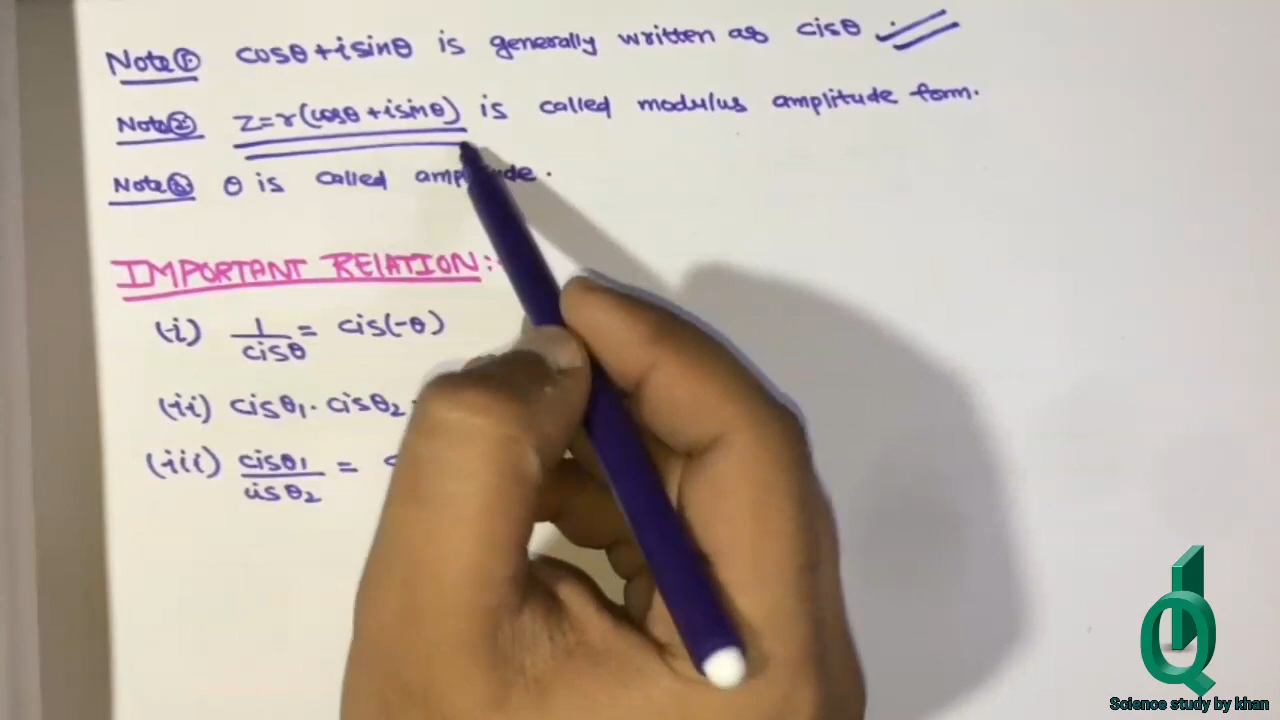 Note① cosθ+isinθ is generally written as cisθ
Note② z=r(cosθ+isinθ) is called modulus amplitude form.
Note③ θ is called amplitude.
IMPORTANT RELATION:-
(i) 1/cisθ = cis(-θ)
(ii) cisθ₁. cisθ₂
(iii) cisθ₁/cisθ₂ =
Science study by khan